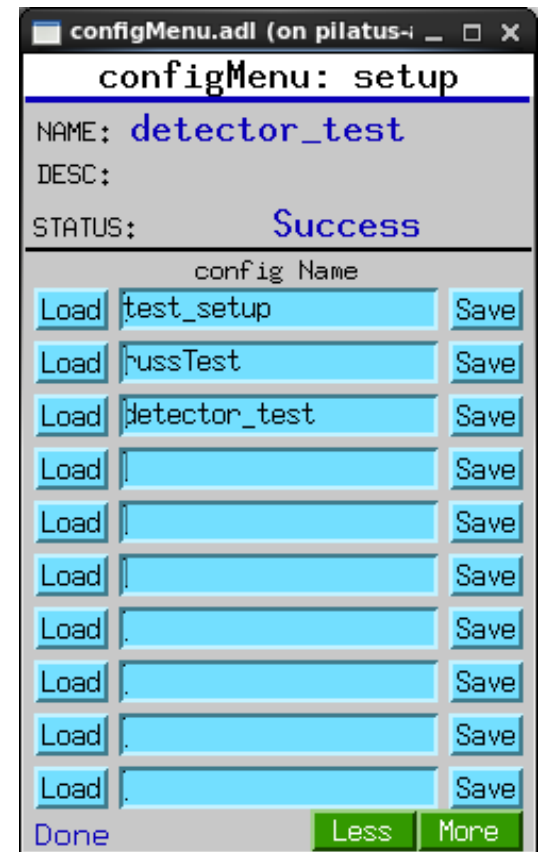 configMenu.adl (on pilatus-i
configMenu: setup
NAME: detector_test
DESC:
STATUS: Success
config Name
Load test_setup Save
Load russTest Save
Load detector_test Save
Load Save
Load Save
Load Save
Load Save
Load Save
Load Save
Load Save
Done Less More